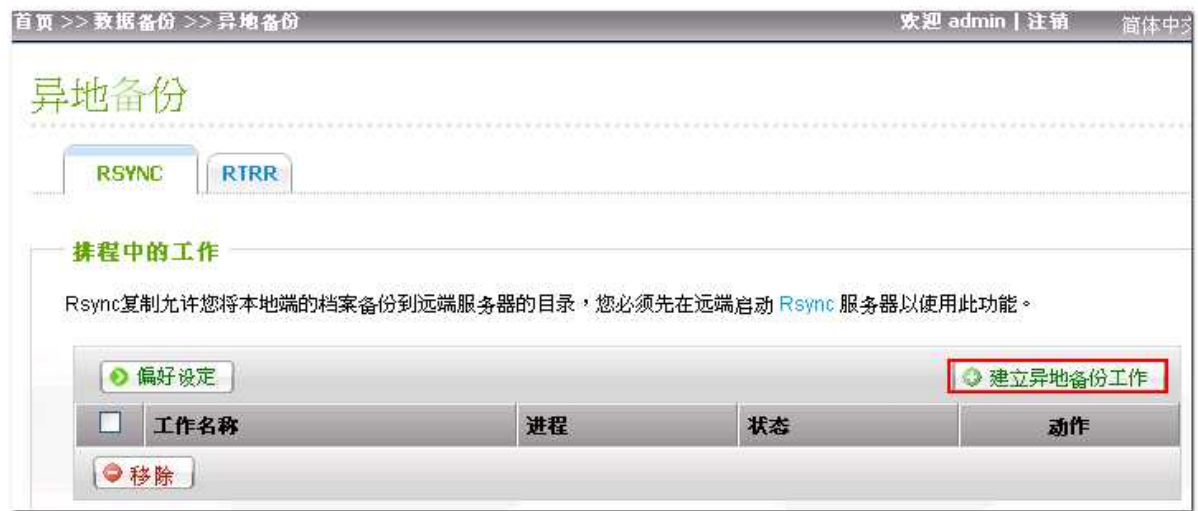 首页 >> 数据备份 >> 异地备份 欢迎 admin | 注销 简体中文
异地备份
RSYNC RTRR
排程中的工作
Rsync复制允许您将本地端的档案备份到远端服务器的目录，您必须先在远端启动 Rsync 服务器以使用此功能。
偏好设定 建立异地备份工作
工作名称 进程 状态 动作
移除